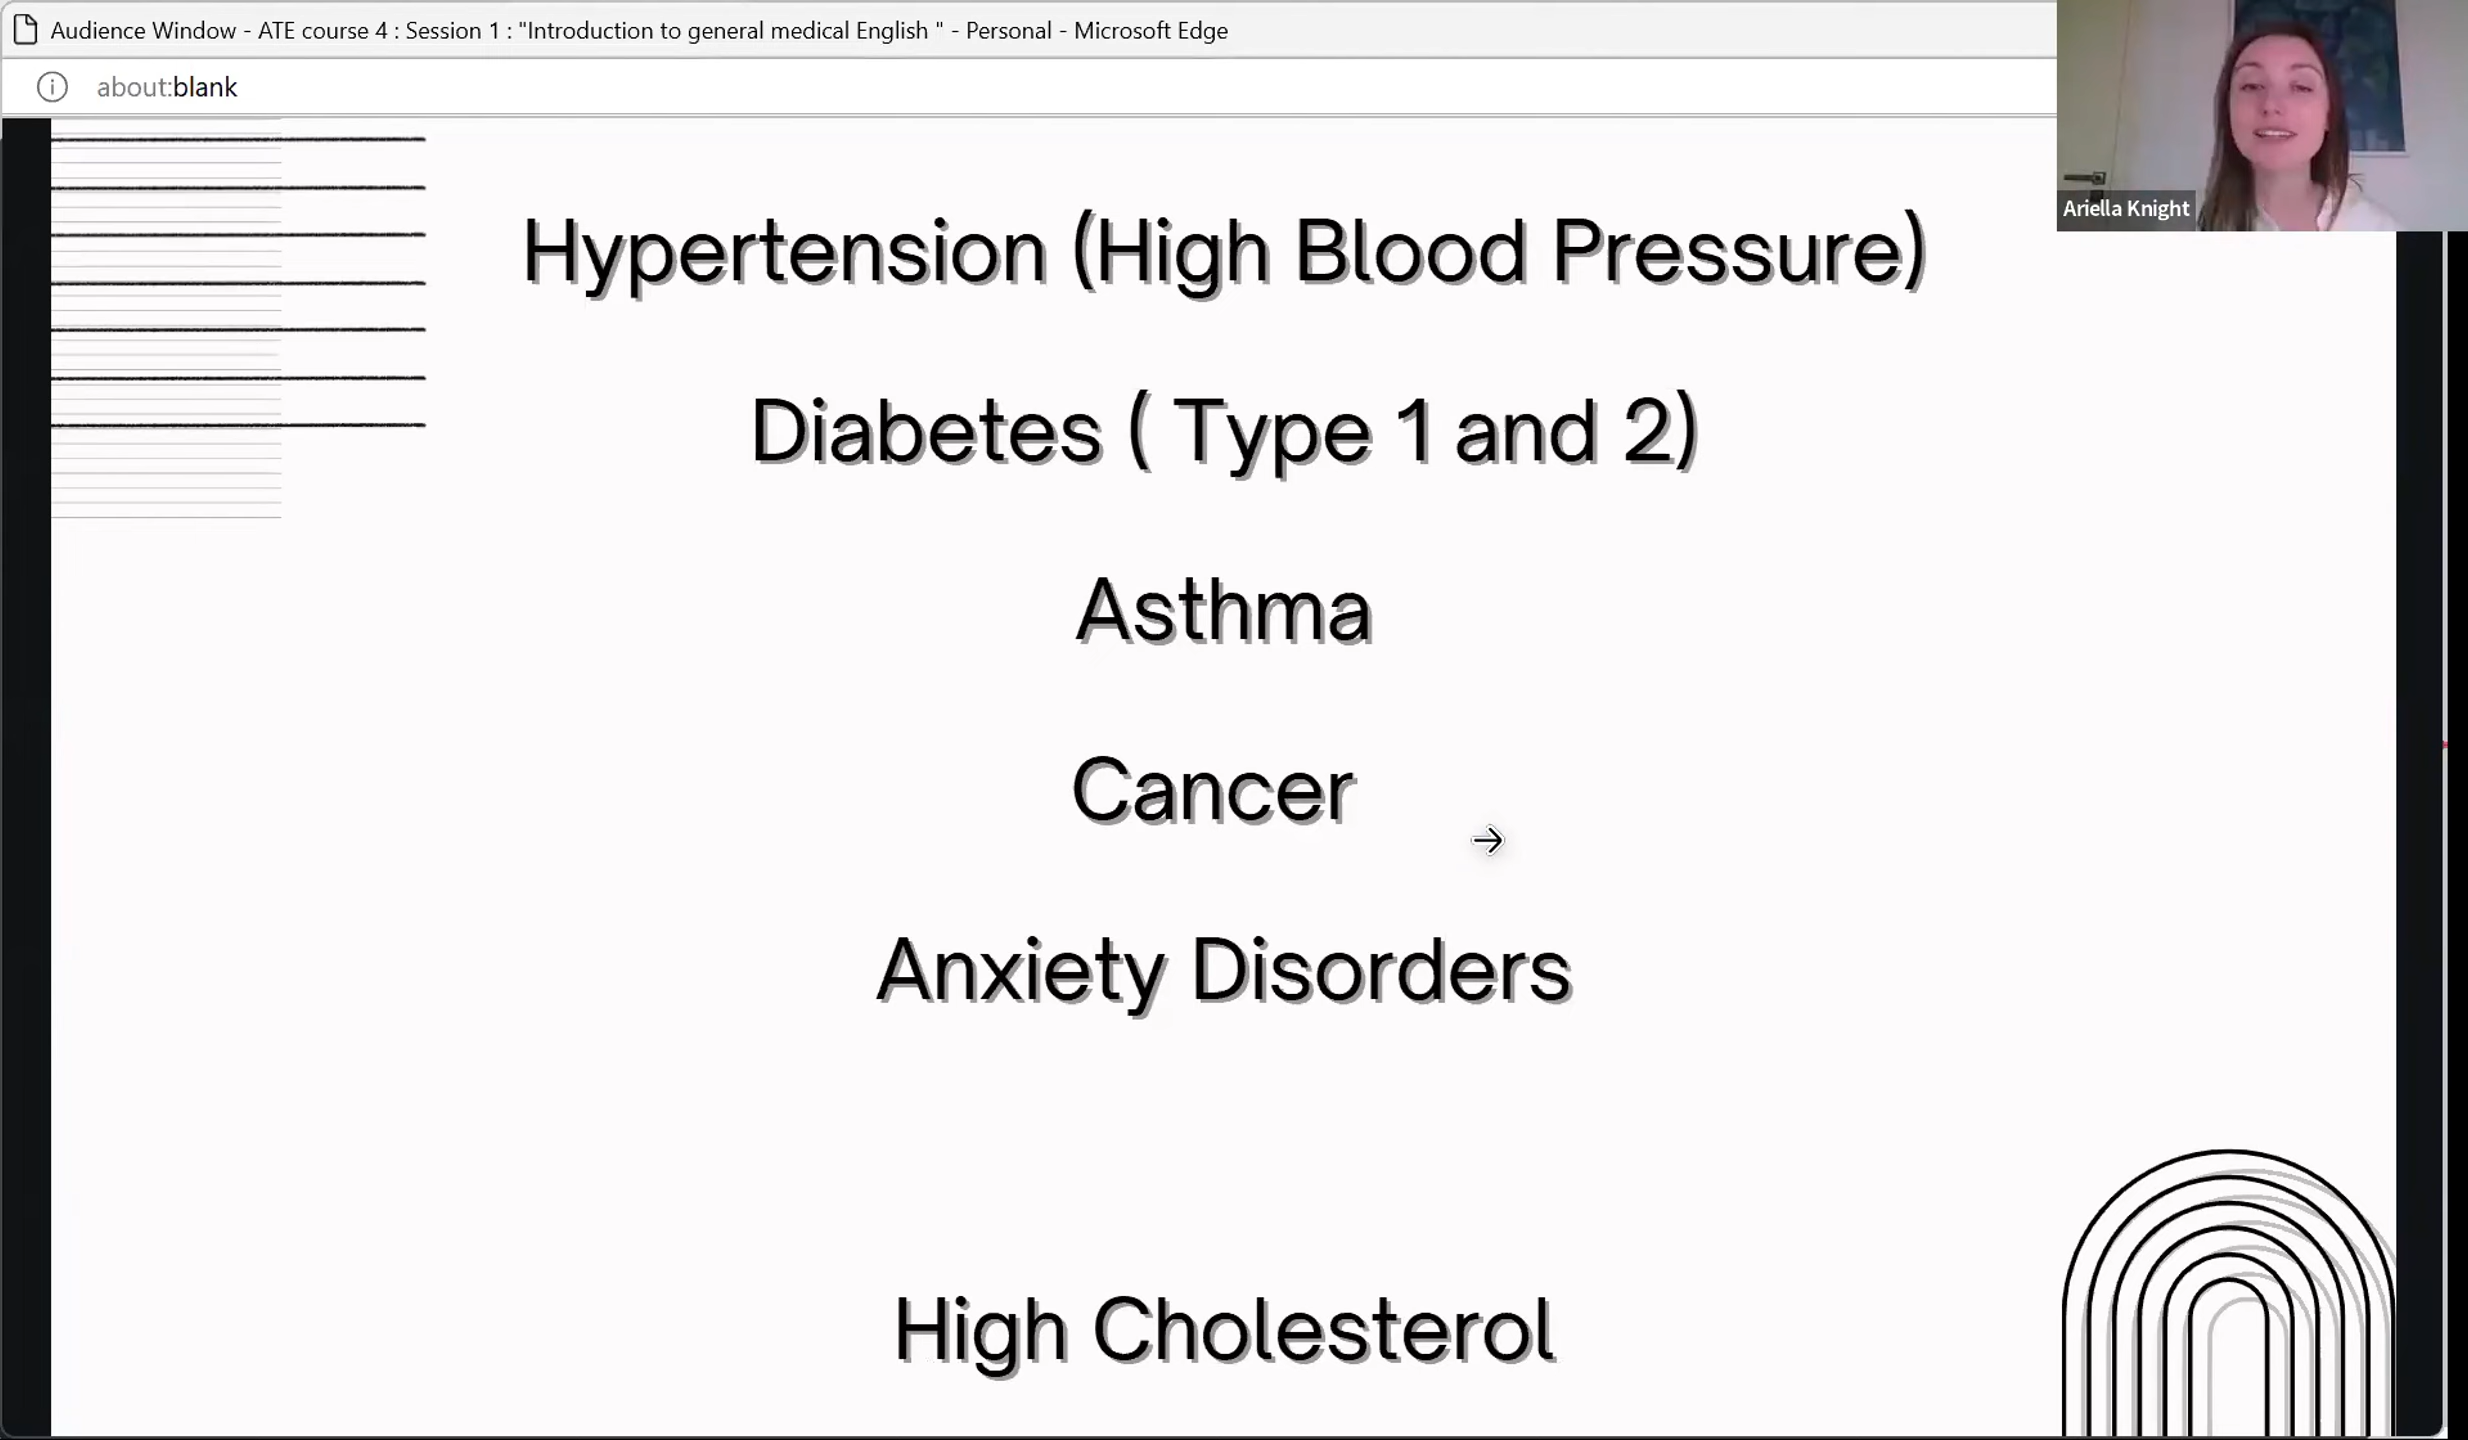 Audience Window - ATE course 4 : Session 1 : "Introduction to general medical English " - Personal - Microsoft Edge
about:blank
Ariella Knight
Hypertension (High Blood Pressure)
Diabetes ( Type 1 and 2)
Asthma
Cancer
Anxiety Disorders
High Cholesterol